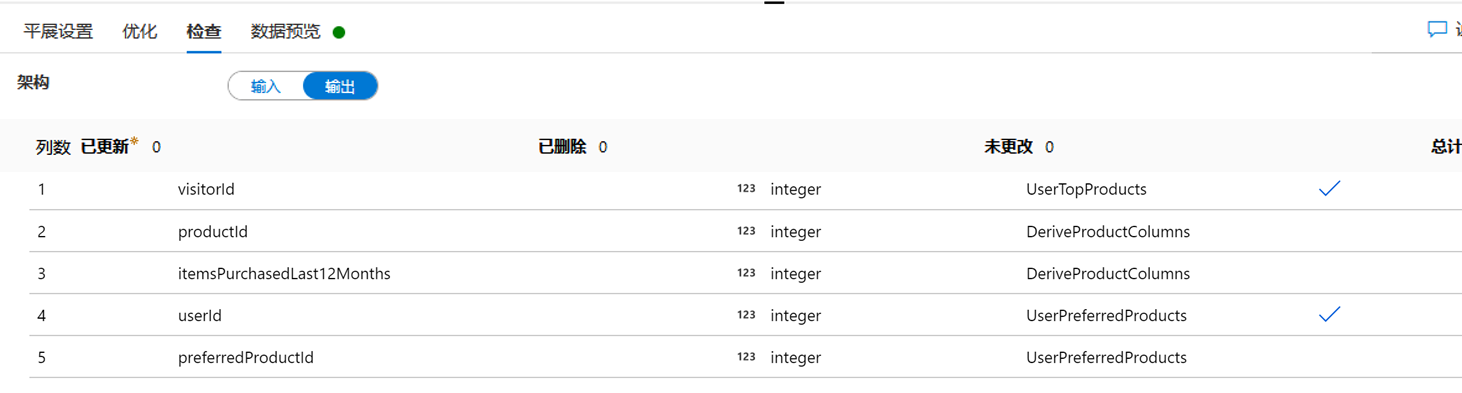 平展设置 优化 检查 数据预览
架构 输入 输出
列数 已更新* 0 已删除 0 未更改 0 总计
1 visitorId 123 integer UserTopProducts
2 productId 123 integer DeriveProductColumns
3 itemsPurchasedLast12Months 123 integer DeriveProductColumns
4 userId 123 integer UserPreferredProducts
5 preferredProductId 123 integer UserPreferredProducts